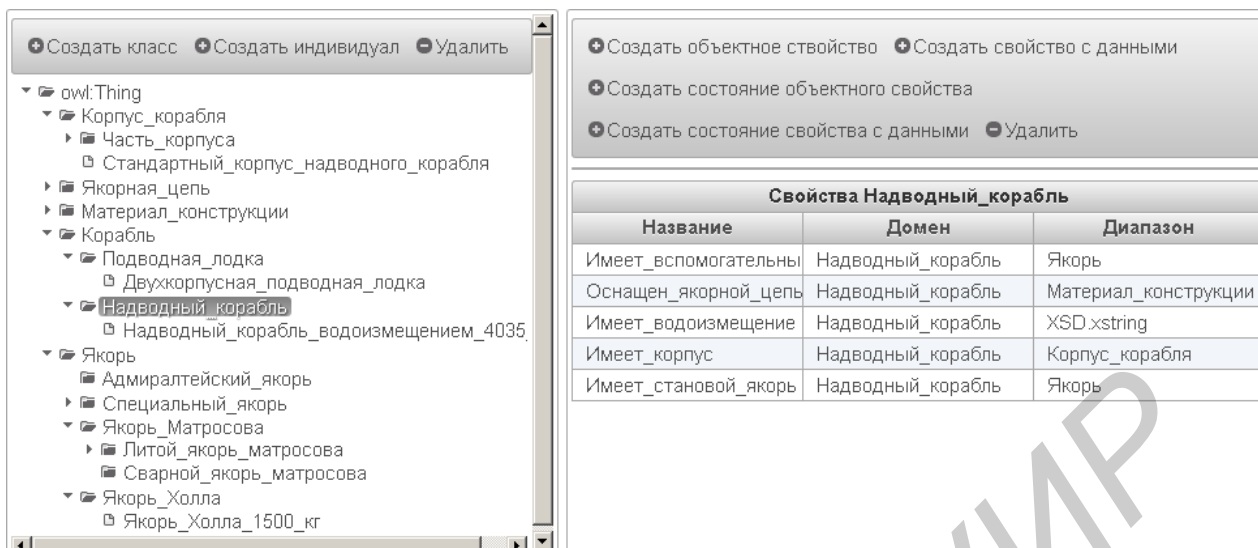 Создать класс Создать индивидуал Удалить
owl:Thing
Корпус_корабля
Часть_корпуса
Стандартный_корпус_надводного_корабля
Якорная_цепь
Материал_конструкции
Корабль
Подводная_лодка
Двухкорпусная_подводная_лодка
Надводный_корабль
Надводный_корабль_водоизмещением_4035_
Якорь
Адмиралтейский_якорь
Специальный_якорь
Якорь_Матросова
Литой_якорь_матросова
Сварной_якорь_матросова
Якорь_Холла
Якорь_Холла_1500_кг
Создать объектное ствойство Создать свойство с данными
Создать состояние объектного свойства
Создать состояние свойства с данными Удалить
Свойства Надводный_корабль
Название Домен Диапазон
Имеет_вспомогательны Надводный_корабль Якорь
Оснащен_якорной_цепь Надводный_корабль Материал_конструкции
Имеет_водоизмещение Надводный_корабль XSD.xstring
Имеет_корпус Надводный_корабль Корпус_корабля
Имеет_становой_якорь Надводный_корабль Якорь